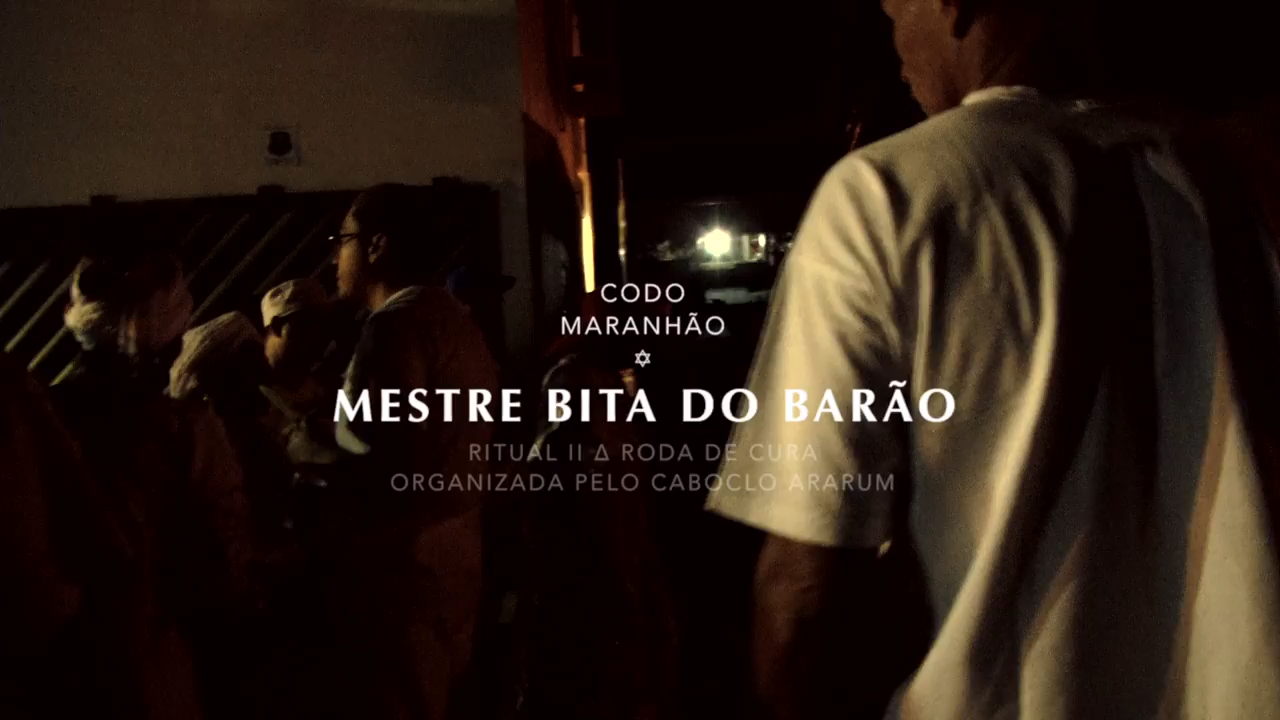 CODO
MARANHÃO
MESTRE BITA DO BARÃO
RITUAL II Δ RODA DE CURA
ORGANIZADA PELO CABOCLO ARARUM